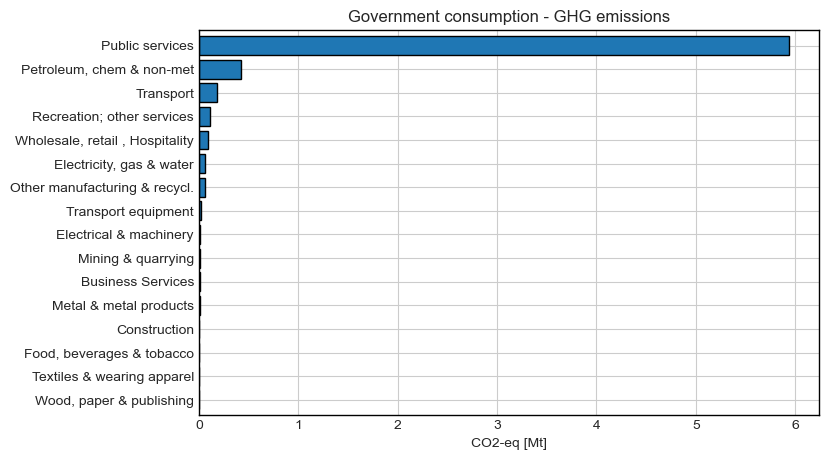 Government consumption - GHG emissions
Public services
Petroleum, chem & non-met
Transport
Recreation; other services
Wholesale, retail , Hospitality
Electricity, gas & water
Other manufacturing & recycl.
Transport equipment
Electrical & machinery
Mining & quarrying
Business Services
Metal & metal products
Construction
Food, beverages & tobacco
Textiles & wearing apparel
Wood, paper & publishing
0 1 2 3 4 5 6
CO2-eq [Mt]